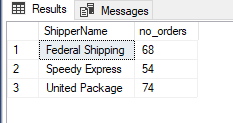 Results Messages
ShipperName no_orders
1 Federal Shipping 68
2 Speedy Express 54
3 United Package 74